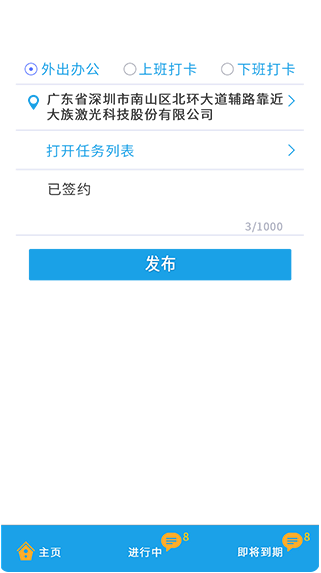 外出办公 上班打卡 下班打卡
广东省深圳市南山区北环大道辅路靠近
大族激光科技股份有限公司
打开任务列表
已签约
3/1000
发布
8 8
主页 进行中 即将到期